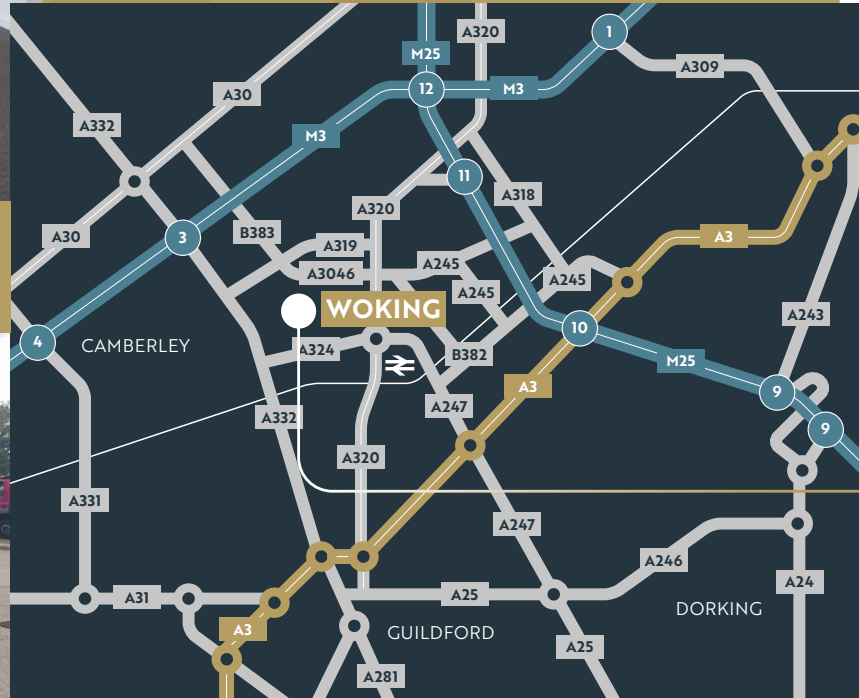 A320
1
M25
A309
12
M3
A30
A332
M3
11
A318
A320
A30
B383
3
A319
A3
A245
A3046
A245
A245
WOKING
A243
10
4
CAMBERLEY
A324
B382
M25
A3
9
A247
A332
9
A320
A331
A247
A246
A24
A31
A25
DORKING
A3
GUILDFORD
A25
A281